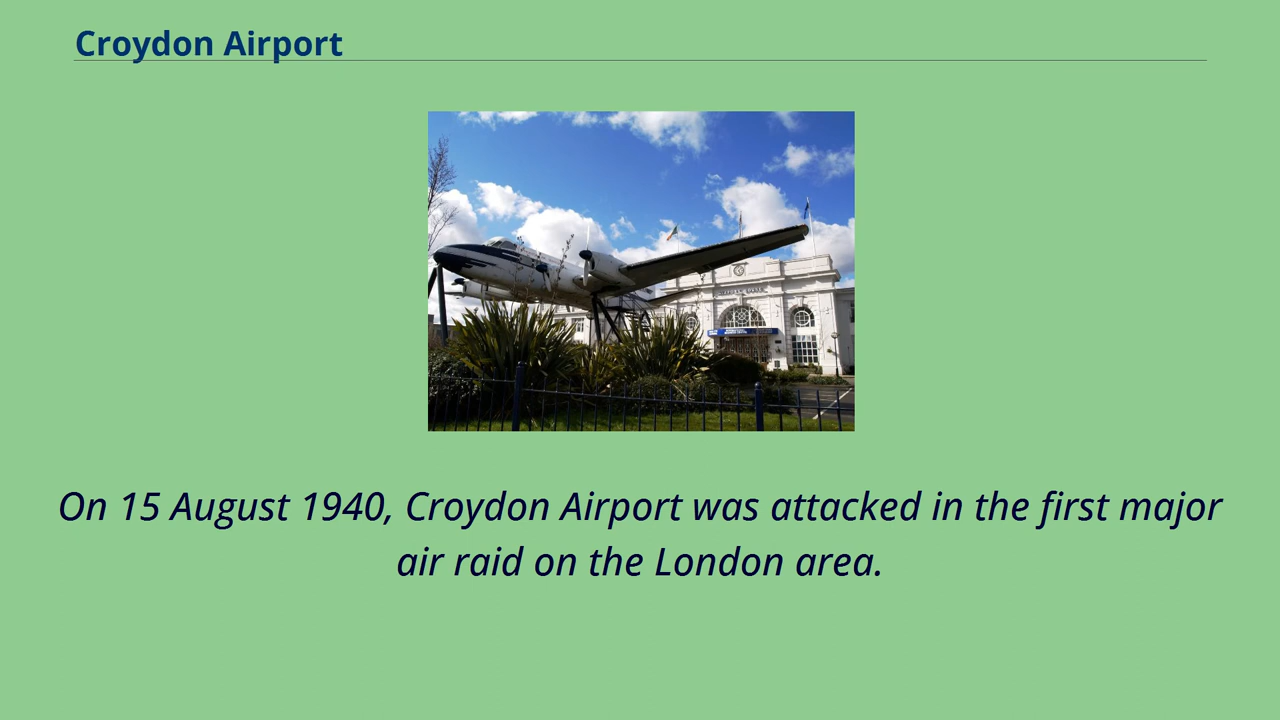 Croydon Airport
On 15 August 1940, Croydon Airport was attacked in the first major
air raid on the London area.